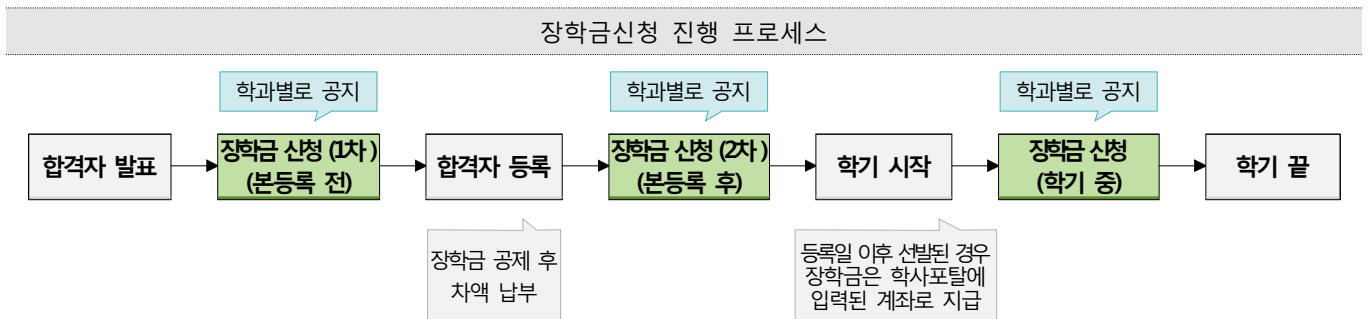 장학금신청 진행 프로세스
학과별로 공지
학과별로 공지
학과별로 공지
합격자 발표
장학금 신청 (1차)
(본등록 전)
합격자 등록
장학금 신청 (2차)
(본등록 후)
학기 시작
장학금 신청
(학기 중)
학기 끝
장학금 공제 후
차액 납부
등록일 이후 선발된 경우
장학금은 학사포탈에
입력된 계좌로 지급